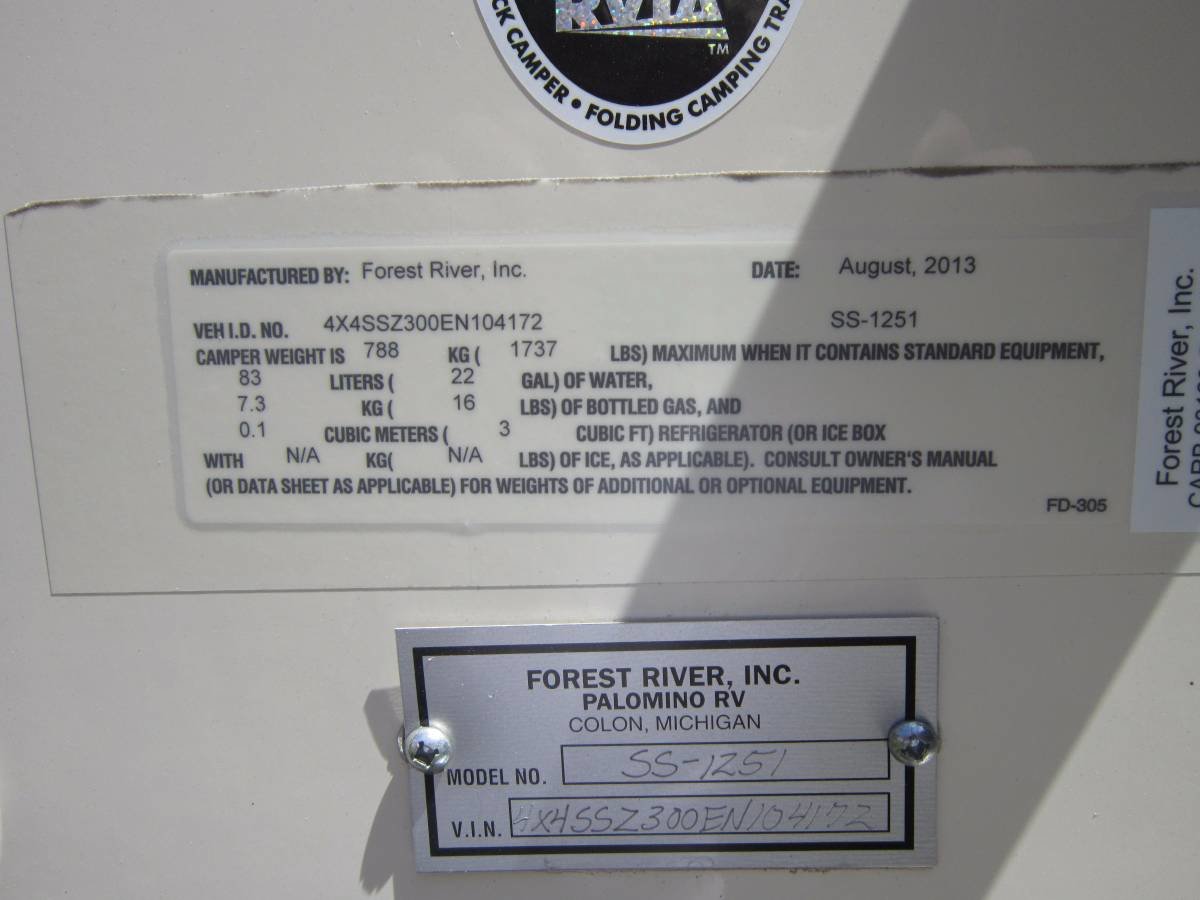 RVIA
TM
CK CAMPER • FOLDING CAMPING TRA
MANUFACTURED BY: Forest River, Inc. DATE: August, 2013
VEH I.D. NO. 4X4SSZ300EN104172 SS-1251
CAMPER WEIGHT IS 788 KG ( 1737 LBS) MAXIMUM WHEN IT CONTAINS STANDARD EQUIPMENT,
83 LITERS ( 22 GAL) OF WATER,
7.3 KG ( 16 LBS) OF BOTTLED GAS, AND
0.1 CUBIC METERS ( 3 CUBIC FT) REFRIGERATOR (OR ICE BOX
WITH N/A KG( N/A LBS) OF ICE, AS APPLICABLE). CONSULT OWNER'S MANUAL
(OR DATA SHEET AS APPLICABLE) FOR WEIGHTS OF ADDITIONAL OR OPTIONAL EQUIPMENT.
FD-305
Forest River, Inc.
FOREST RIVER, INC.
PALOMINO RV
COLON, MICHIGAN
MODEL NO. SS-1251
V.I.N. 4X4SSZ300EN104172